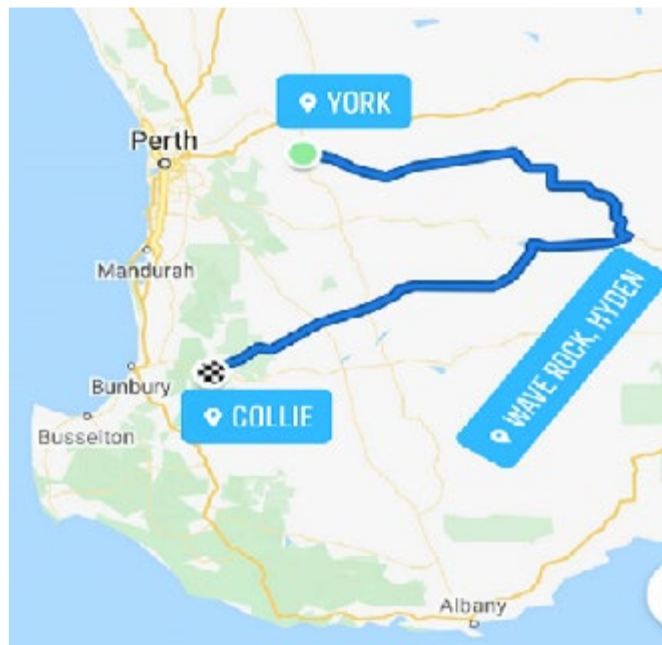 YORK
Perth
Mandurah
WAVE ROCK, HYDEN
Bunbury
COLLIE
Busselton
Albany